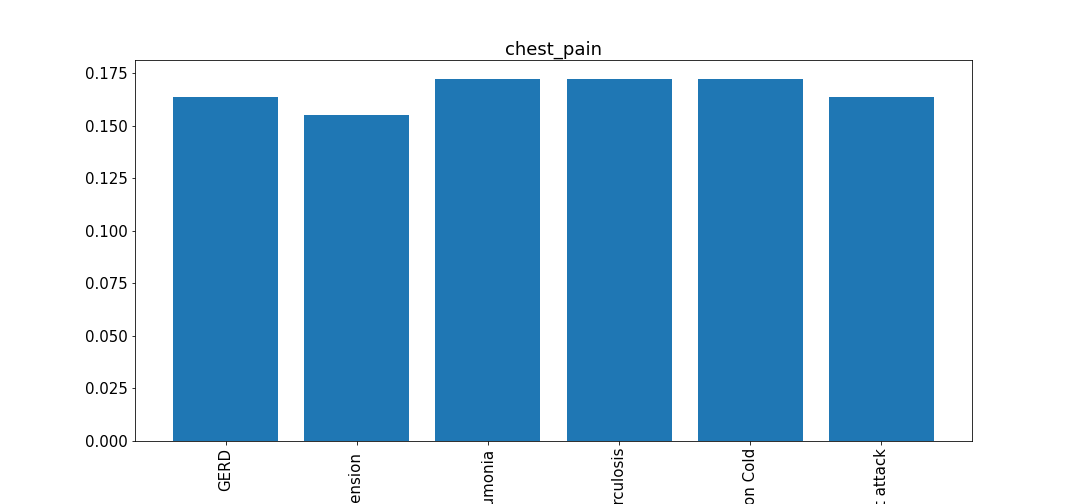 chest_pain
0.175
0.150
0.125
0.100
0.075
0.050
0.025
0.000
GERD
ension
umonia
rculosis
on Cold
attack